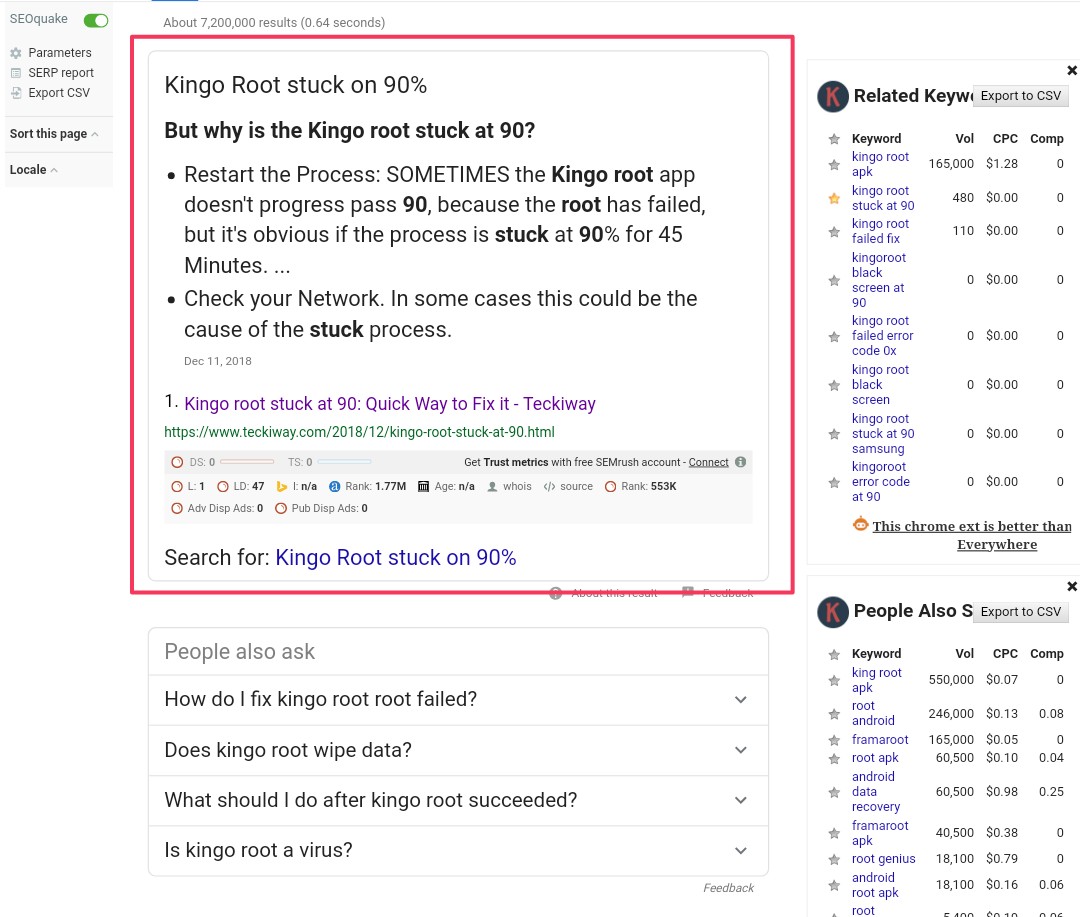 SEOquake
Parameters
SERP report
Export CSV
Sort this page
Locale
About 7,200,000 results (0.64 seconds)
Kingo Root stuck on 90%
But why is the Kingo root stuck at 90?
• Restart the Process: SOMETIMES the Kingo root app
doesn't progress pass 90, because the root has failed,
but it's obvious if the process is stuck at 90% for 45
Minutes. ...
• Check your Network. In some cases this could be the
cause of the stuck process.
Dec 11, 2018
1. Kingo root stuck at 90: Quick Way to Fix it - Teckiway
https://www.teckiway.com/2018/12/kingo-root-stuck-at-90.html
DS: 0 TS: 0 Get Trust metrics with free SEMrush account - Connect
L: 1 LD: 47 I: n/a Rank: 1.77M Age: n/a whois source Rank: 553K
Adv Disp Ads: 0 Pub Disp Ads: 0
Search for: Kingo Root stuck on 90%
About this result Feedback
People also ask
How do I fix kingo root root failed?
Does kingo root wipe data?
What should I do after kingo root succeeded?
Is kingo root a virus?
Feedback
K Related Keyw Export to CSV
Keyword Vol CPC Comp
kingo root
apk 165,000 $1.28 0
kingo root
stuck at 90 480 $0.00 0
kingo root
failed fix 110 $0.00 0
kingoroot
black
screen at
90 0 $0.00 0
kingo root
failed error
code 0x 0 $0.00 0
kingo root
black
screen 0 $0.00 0
kingo root
stuck at 90
samsung 0 $0.00 0
kingoroot
error code
at 90 0 $0.00 0
This chrome ext is better than
Everywhere
K People Also S Export to CSV
Keyword Vol CPC Comp
king root
apk 550,000 $0.07 0
root
android 246,000 $0.13 0.08
framaroot 165,000 $0.05 0
root apk 60,500 $0.10 0.04
android
data
recovery 60,500 $0.98 0.25
framaroot
apk 40,500 $0.38 0
root genius 18,100 $0.79 0
android
root apk 18,100 $0.16 0.06
root